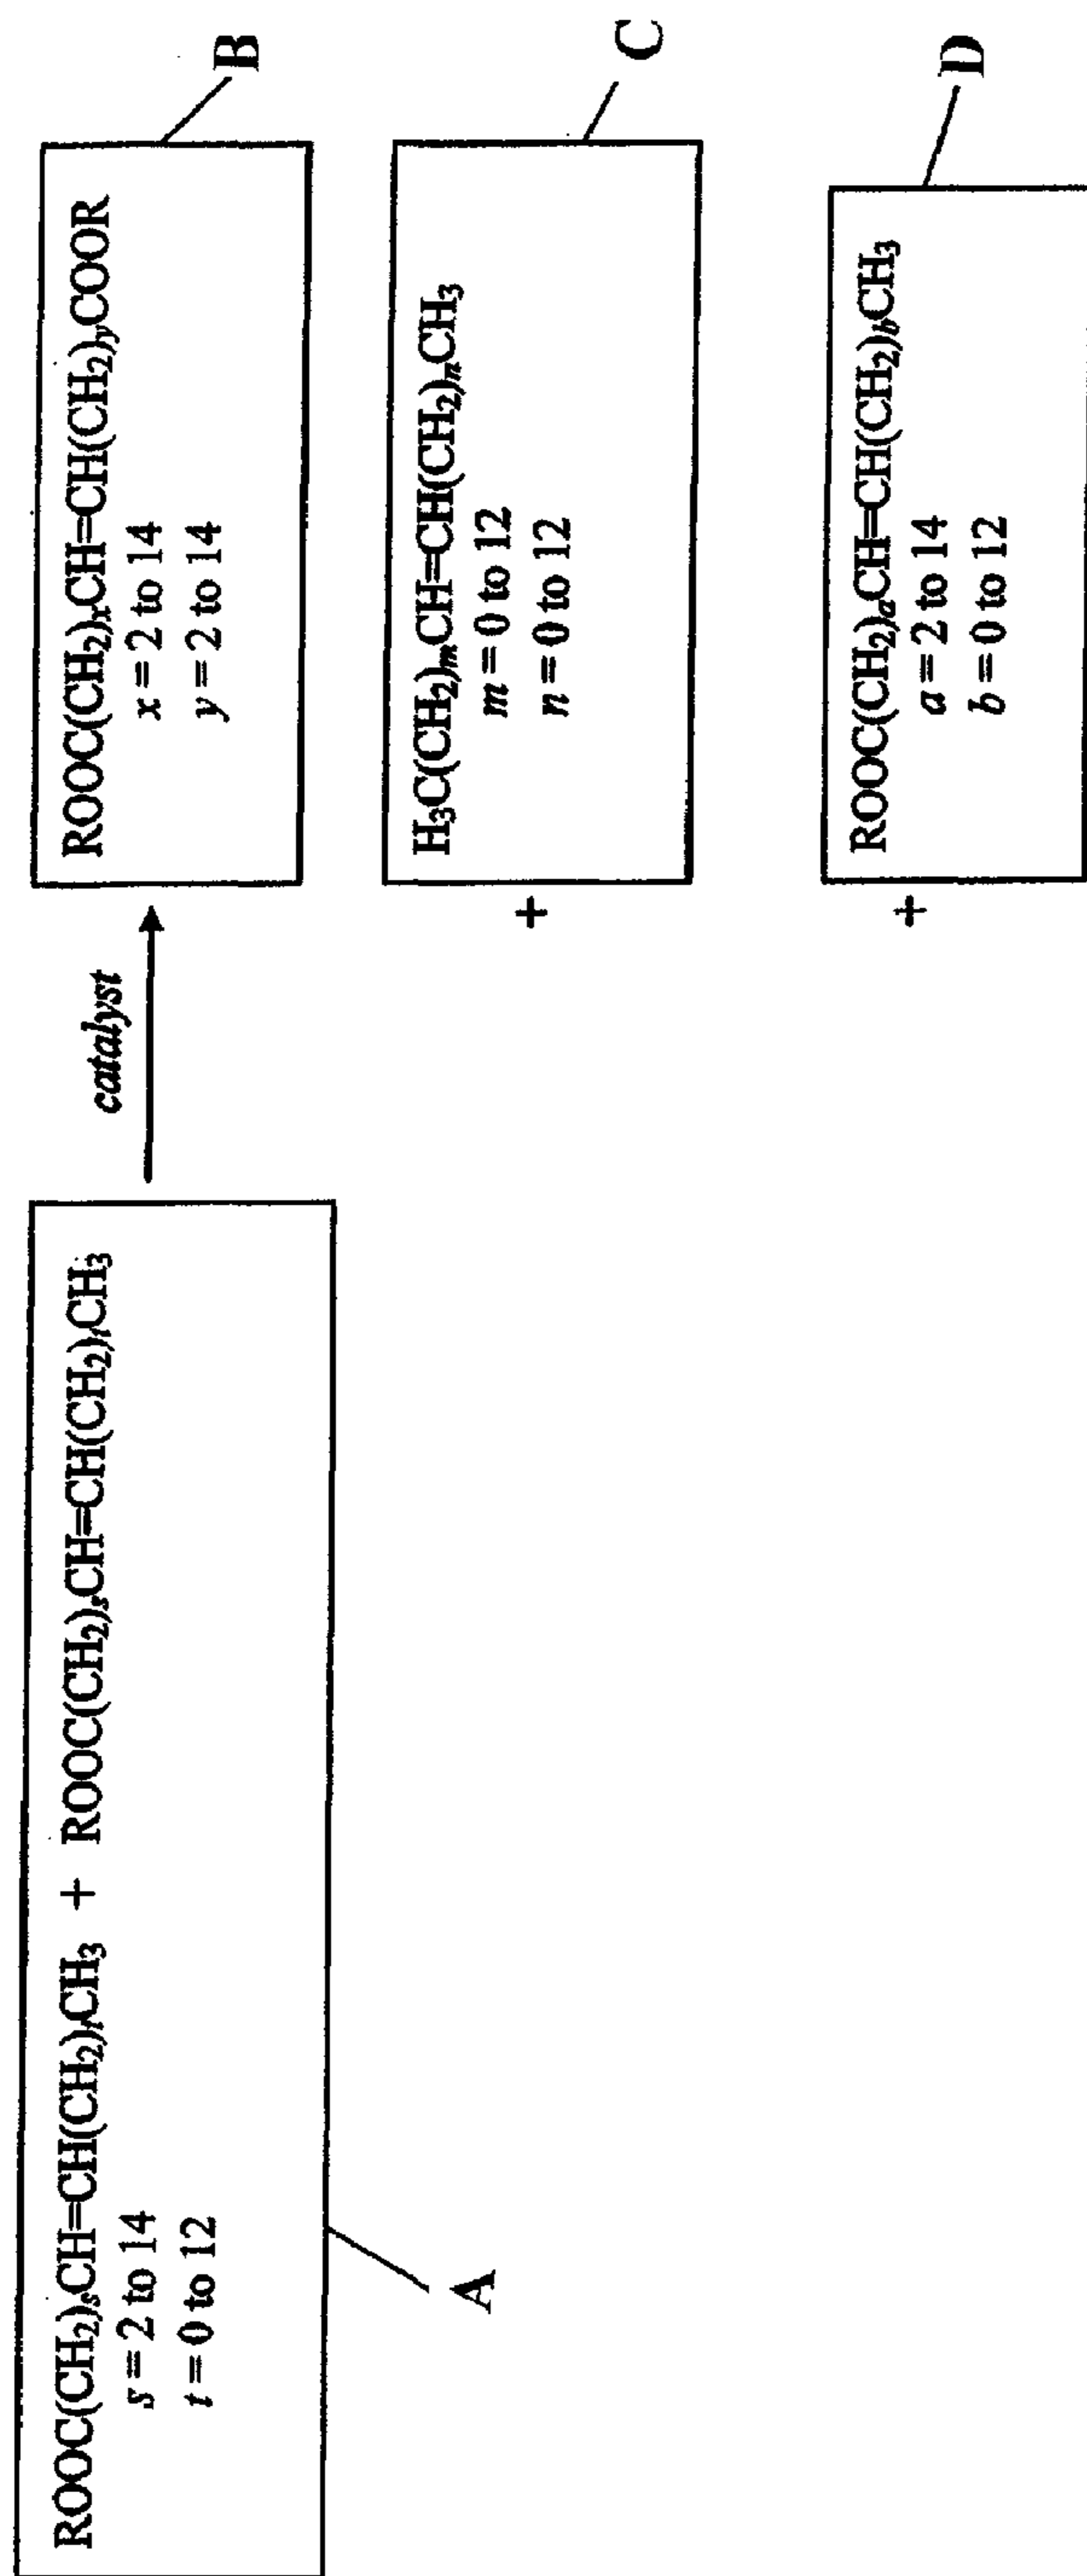 ROOC(CH₂)ₛCH=CH(CH₂)ₜCH₃ + ROOC(CH₂)ₛCH=CH(CH₂)ₜCH₃
s = 2 to 14
t = 0 to 12
A
catalyst
ROOC(CH₂)ₓCH=CH(CH₂)yCOOR
x = 2 to 14
y = 2 to 14
B
+
H₃C(CH₂)ₘCH=CH(CH₂)ₙCH₃
m = 0 to 12
n = 0 to 12
C
+
ROOC(CH₂)ₐCH=CH(CH₂)bCH₃
a = 2 to 14
b = 0 to 12
D